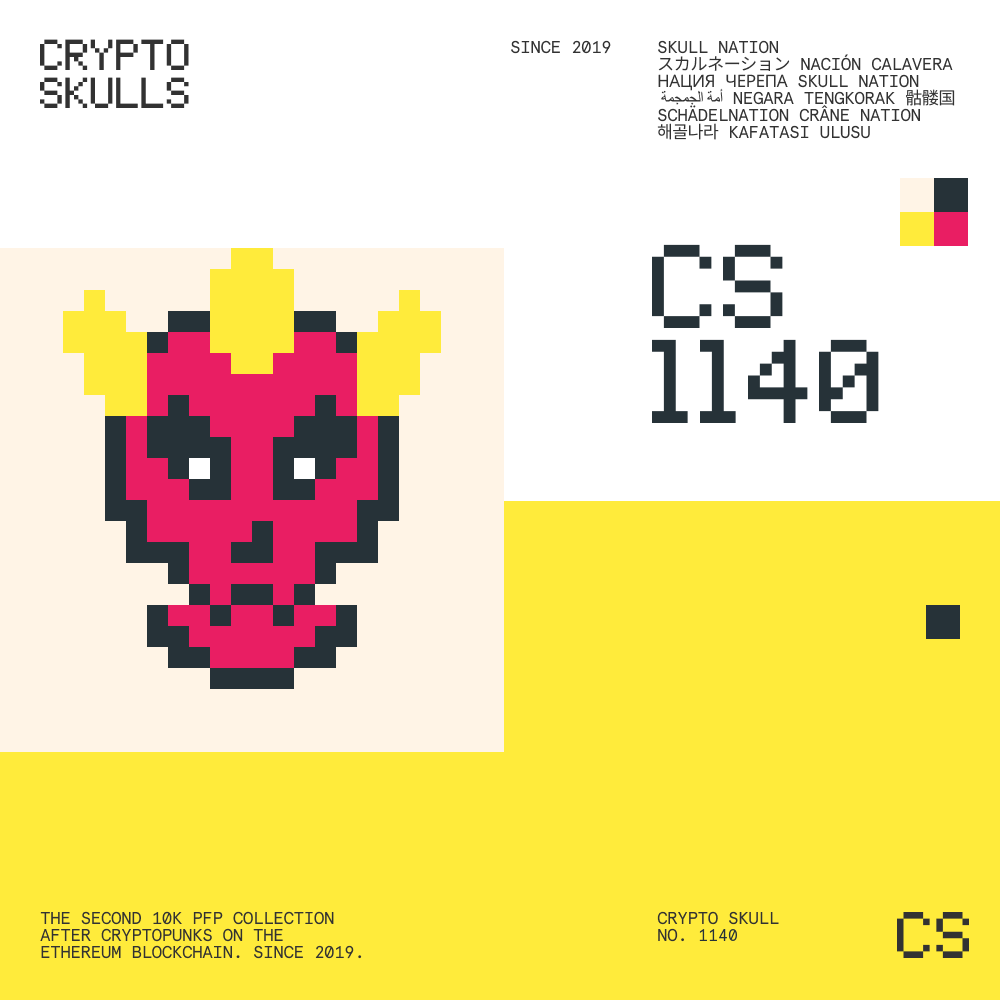 CRYPTO
SKULLS
SINCE 2019
SKULL NATION
スカルネーション NACIÓN CALAVERA
НАЦИЯ ЧЕРЕПА SKULL NATION
أمة الجمجمة NEGARA TENGKORAK 骷髅国
SCHÄDELNATION CRÂNE NATION
해골나라 KAFATASI ULUSU
CS
1140
THE SECOND 10K PFP COLLECTION
AFTER CRYPTOPUNKS ON THE
ETHEREUM BLOCKCHAIN. SINCE 2019.
CRYPTO SKULL
NO. 1140
CS